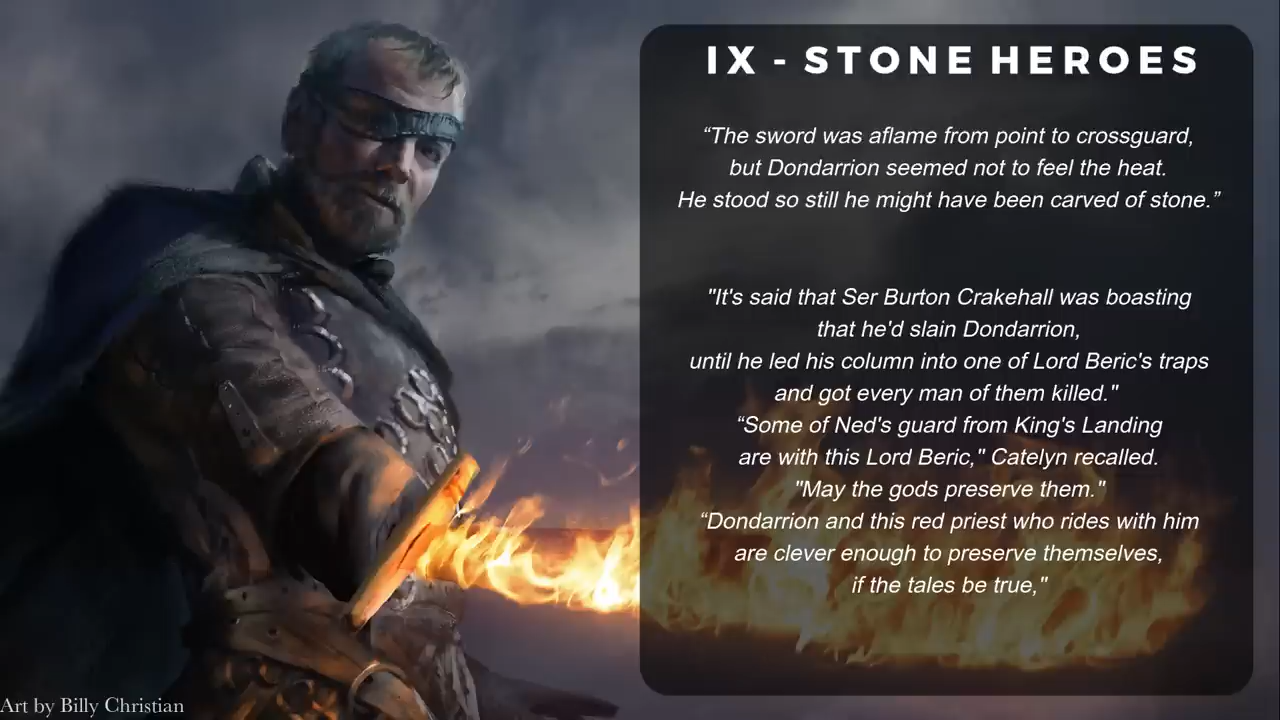 IX - STONE HEROES
“The sword was aflame from point to crossguard,
but Dondarrion seemed not to feel the heat.
He stood so still he might have been carved of stone.”
"It's said that Ser Burton Crakehall was boasting
that he'd slain Dondarrion,
until he led his column into one of Lord Beric's traps
and got every man of them killed."
“Some of Ned's guard from King's Landing
are with this Lord Beric," Catelyn recalled.
"May the gods preserve them."
“Dondarrion and this red priest who rides with him
are clever enough to preserve themselves,
if the tales be true,"
Art by Billy Christian